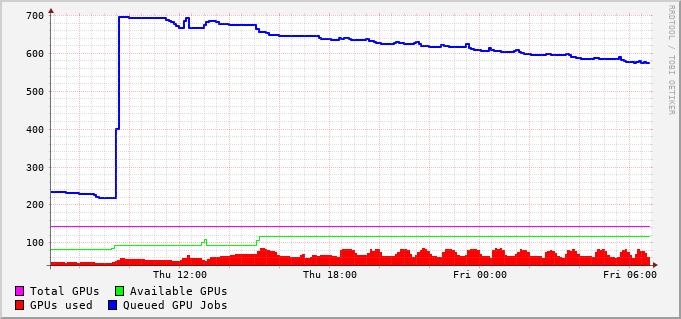 700
600
500
400
300
200
100
Thu 12:00 Thu 18:00 Fri 00:00 Fri 06:00
Total GPUs Available GPUs
GPUs used Queued GPU Jobs
RRDTOOL / TOBI OETIKER